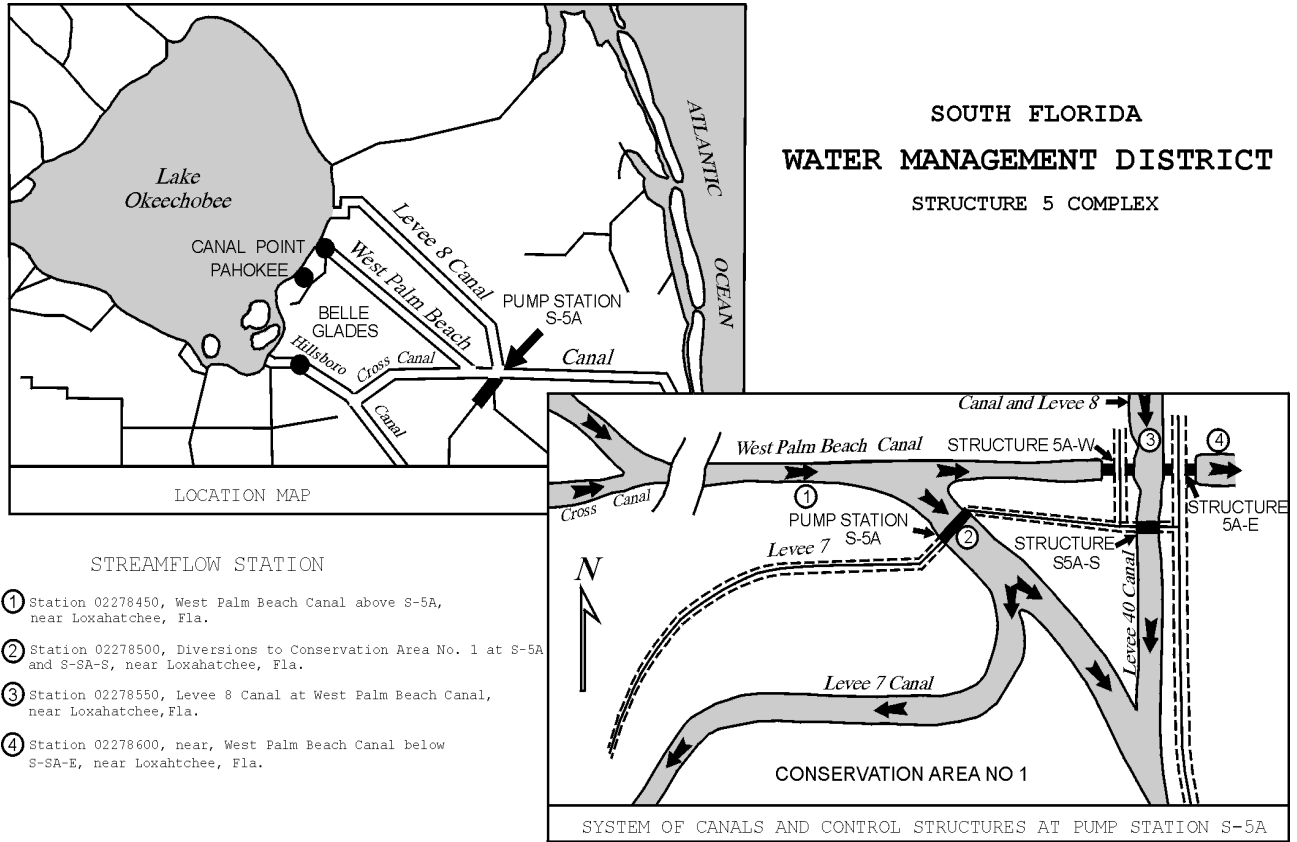 SOUTH FLORIDA
WATER MANAGEMENT DISTRICT
STRUCTURE 5 COMPLEX
Lake
Okeechobee
ATLANTIC
OCEAN
CANAL POINT
PAHOKEE
Levee 8 Canal
West Palm Beach
BELLE
GLADES
PUMP STATION
S-5A
Hillsboro
Cross Canal
Canal
Canal
LOCATION MAP
Canal and Levee 8
West Palm Beach Canal
STRUCTURE 5A-W
3
4
Cross Canal
1
PUMP STATION
S-5A
2
STRUCTURE
5A-E
STRUCTURE
S5A-S
Levee 7
N
Levee 40 Canal
Levee 7 Canal
CONSERVATION AREA NO 1
SYSTEM OF CANALS AND CONTROL STRUCTURES AT PUMP STATION S-5A
STREAMFLOW STATION
1 Station 02278450, West Palm Beach Canal above S-5A,
near Loxahatchee, Fla.
2 Station 02278500, Diversions to Conservation Area No. 1 at S-5A
and S-SA-S, near Loxahatchee, Fla.
3 Station 02278550, Levee 8 Canal at West Palm Beach Canal,
near Loxahatchee, Fla.
4 Station 02278600, near, West Palm Beach Canal below
S-SA-E, near Loxahtchee, Fla.